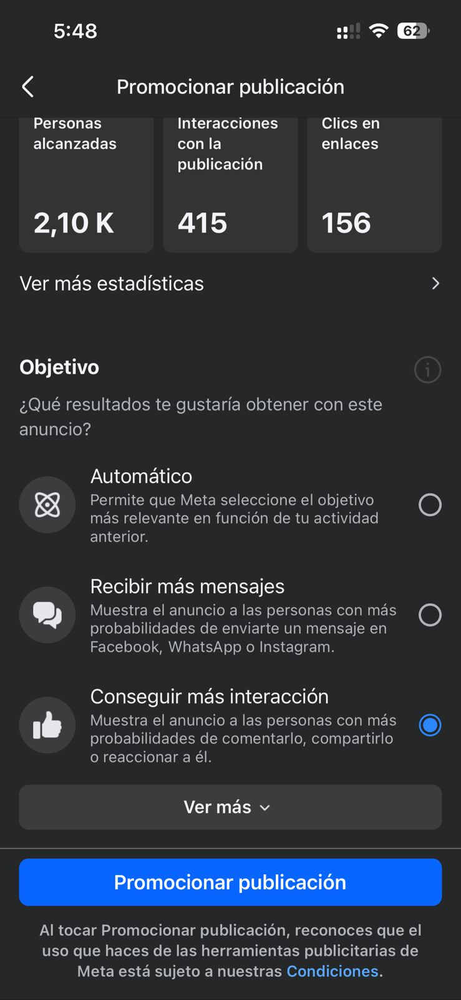 5:48
62
Promocionar publicación
Personas
alcanzadas
2,10 K
Interacciones
con la
publicación
415
Clics en
enlaces
156
Ver más estadísticas
Objetivo
¿Qué resultados te gustaría obtener con este
anuncio?
Automático
Permite que Meta seleccione el objetivo
más relevante en función de tu actividad
anterior.
Recibir más mensajes
Muestra el anuncio a las personas con más
probabilidades de enviarte un mensaje en
Facebook, WhatsApp o Instagram.
Conseguir más interacción
Muestra el anuncio a las personas con más
probabilidades de comentarlo, compartirlo
o reaccionar a él.
Ver más
Promocionar publicación
Al tocar Promocionar publicación, reconoces que el
uso que haces de las herramientas publicitarias de
Meta está sujeto a nuestras Condiciones.